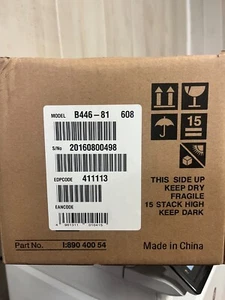 MODEL B446-81 608
S/No 20160800498
EDPCODE 411113
EANCODE
15
THIS SIDE UP
KEEP DRY
FRAGILE
15 STACK HIGH
KEEP DARK
Part No. I:890 400 54
Made in China